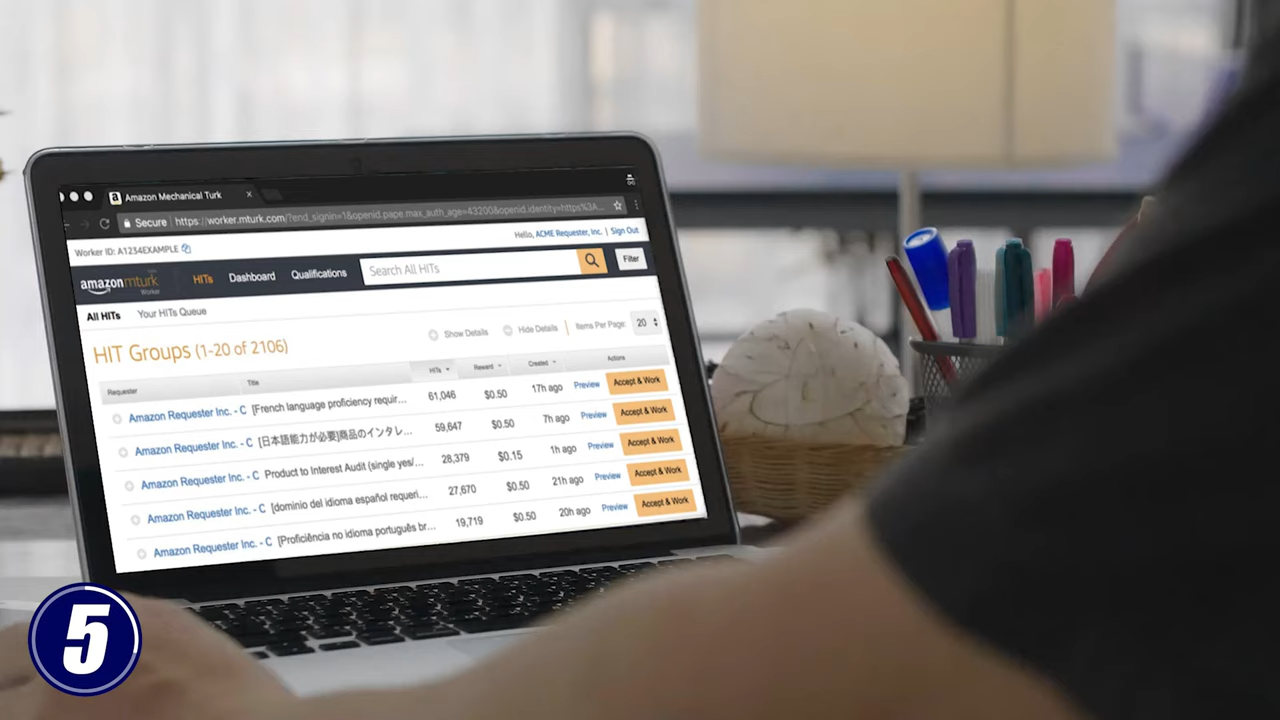 Amazon Mechanical Turk
Secure | https://worker.mturk.com/?end_signin=1&openid.pape.max_auth_age=43200&openid.identity=https%3A...
Worker ID: A1234EXAMPLE
Hello, ACME Requester, Inc. | Sign Out
amazonmturk
Worker
HITs Dashboard Qualifications Search All HITs Filter
All HITs Your HITs Queue
HIT Groups (1-20 of 2106)
Show Details Hide Details Items Per Page: 20
Requester Title HITs Reward Created Actions
Amazon Requester Inc. - C [French language proficiency requir... 61,046 $0.50 17h ago Preview Accept & Work
Amazon Requester Inc. - C [日本語能力が必要]商品のインタレ... 59,647 $0.50 7h ago Preview Accept & Work
Amazon Requester Inc. - C Product to Interest Audit (single yes/... 28,379 $0.15 1h ago Preview Accept & Work
Amazon Requester Inc. - C [dominio del idioma español requeri... 27,670 $0.50 21h ago Preview Accept & Work
Amazon Requester Inc. - C [Proficiência no idioma português br... 19,719 $0.50 20h ago Preview Accept & Work
5